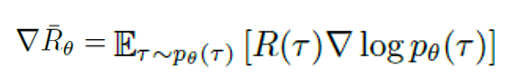 ∇R̄_θ = 𝔼_{τ∼p_θ(τ)} [R(τ)∇ log p_θ(τ)]